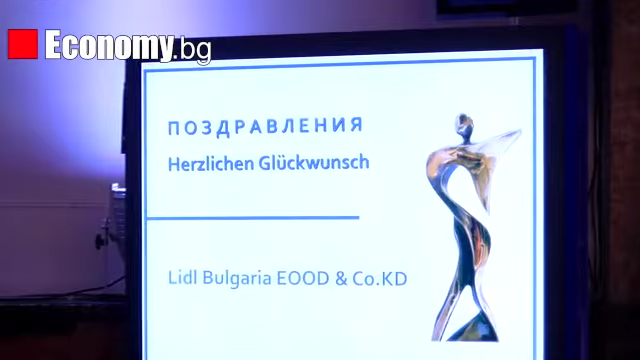 Economy.bg
ПОЗДРАВЛЕНИЯ
Herzlichen Glückwunsch
Lidl Bulgaria EOOD & Co.KD